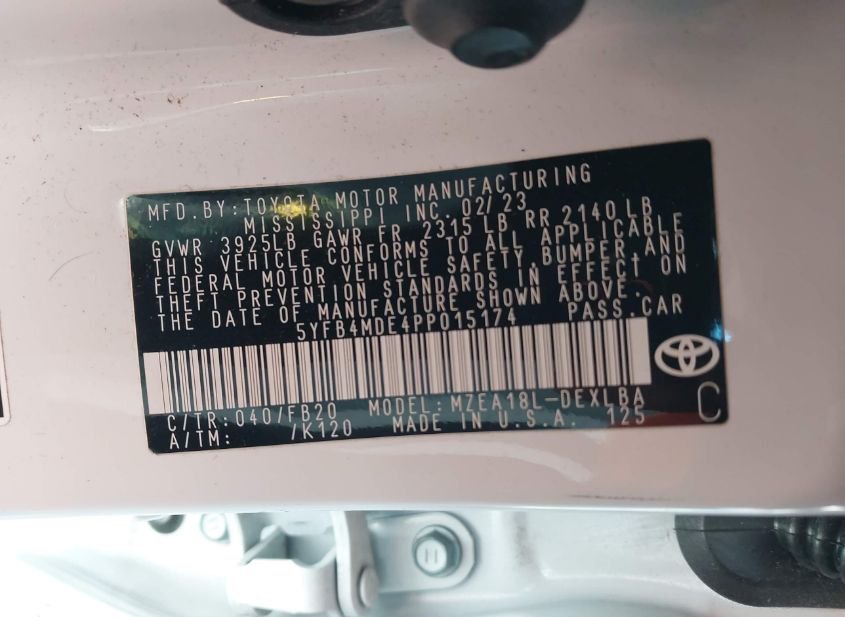 MFD.BY:TOYOTA MOTOR MANUFACTURING
MISSISSIPPI INC. 02/23
GVWR 3925LB GAWR FR 2315 LB RR 2140 LB
THIS VEHICLE CONFORMS TO ALL APPLICABLE
FEDERAL MOTOR VEHICLE SAFETY, BUMPER, AND
THEFT PREVENTION STANDARDS IN EFFECT ON
THE DATE OF MANUFACTURE SHOWN ABOVE.
5YFB4MDE4PP015174 PASS.CAR
C/TR:040/FB20 MODEL:MZEA18L-DEXLBA
A/TM: /K120 MADE IN U.S.A. 125
C